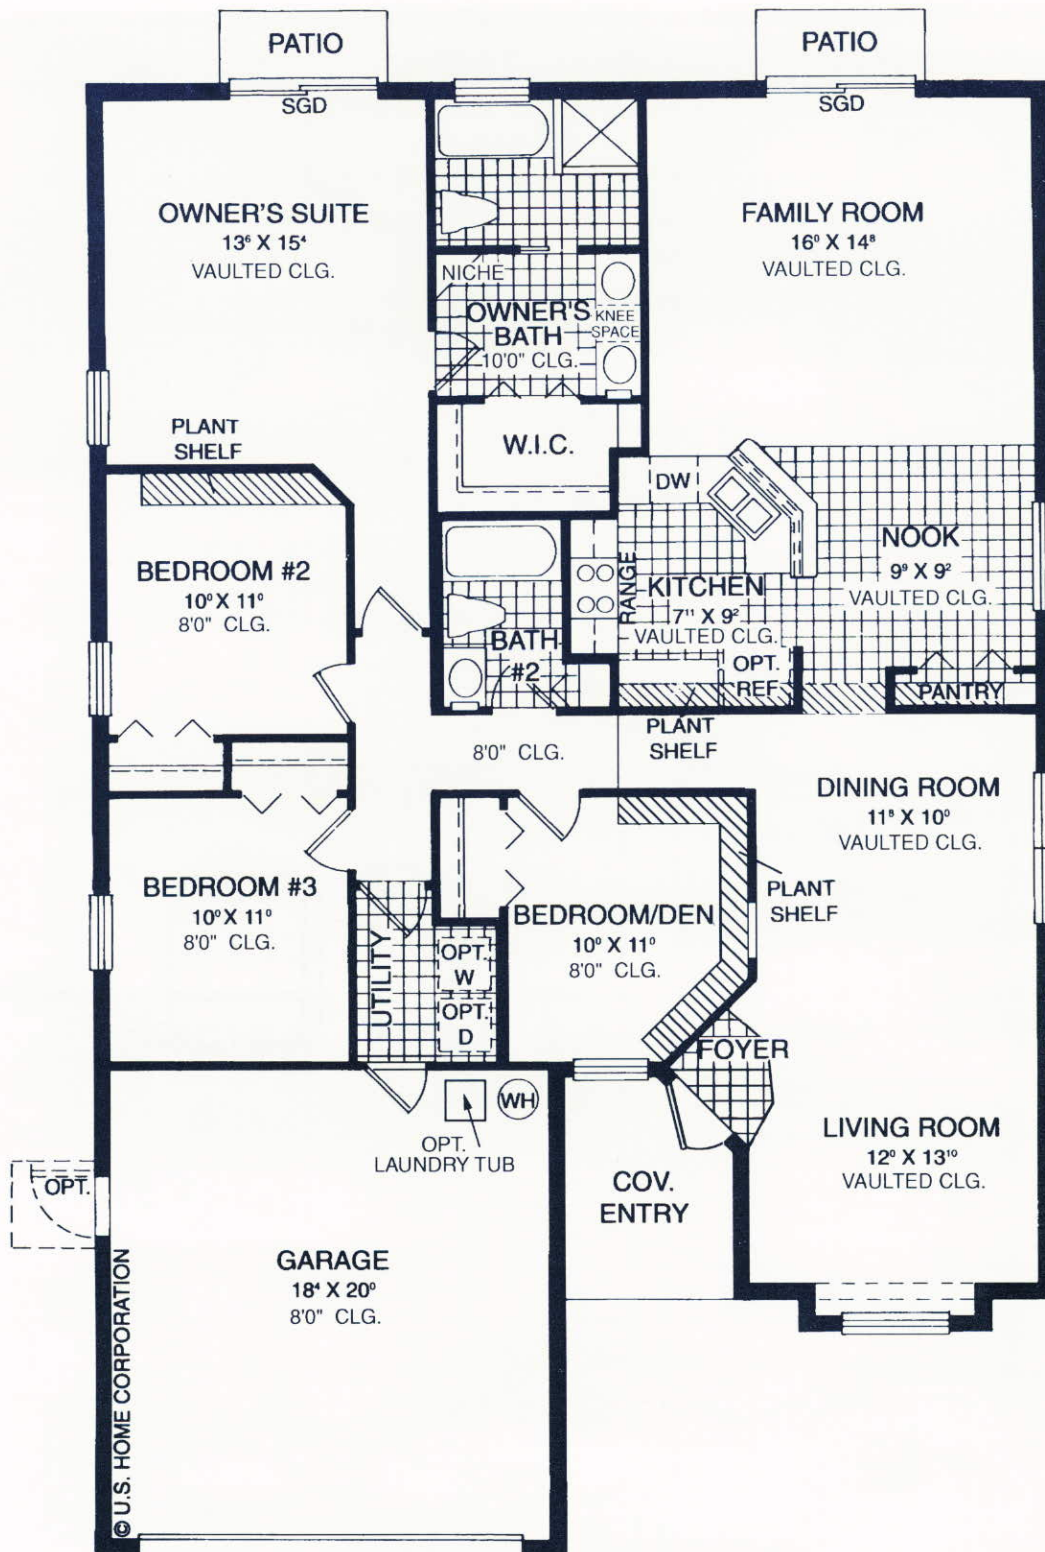 PATIO
PATIO
SGD
SGD
OWNER'S SUITE
13⁶ X 15⁴
VAULTED CLG.
FAMILY ROOM
16⁰ X 14⁸
VAULTED CLG.
NICHE
OWNER'S
BATH
10'0" CLG.
KNEE
SPACE
PLANT
SHELF
W.I.C.
DW
BEDROOM #2
10⁰ X 11⁰
8'0" CLG.
RANGE
KITCHEN
7¹¹ X 9²
VAULTED CLG.
NOOK
9⁹ X 9²
VAULTED CLG.
BATH
#2
OPT.
REF
PANTRY
PLANT
SHELF
8'0" CLG.
DINING ROOM
11⁸ X 10⁰
VAULTED CLG.
BEDROOM #3
10⁰ X 11⁰
8'0" CLG.
PLANT
SHELF
BEDROOM/DEN
10⁰ X 11⁰
8'0" CLG.
UTILITY
OPT.
W
OPT.
D
FOYER
WH
OPT.
LAUNDRY TUB
LIVING ROOM
12⁰ X 13¹⁰
VAULTED CLG.
OPT.
COV.
ENTRY
GARAGE
18⁴ X 20⁰
8'0" CLG.
© U.S. HOME CORPORATION